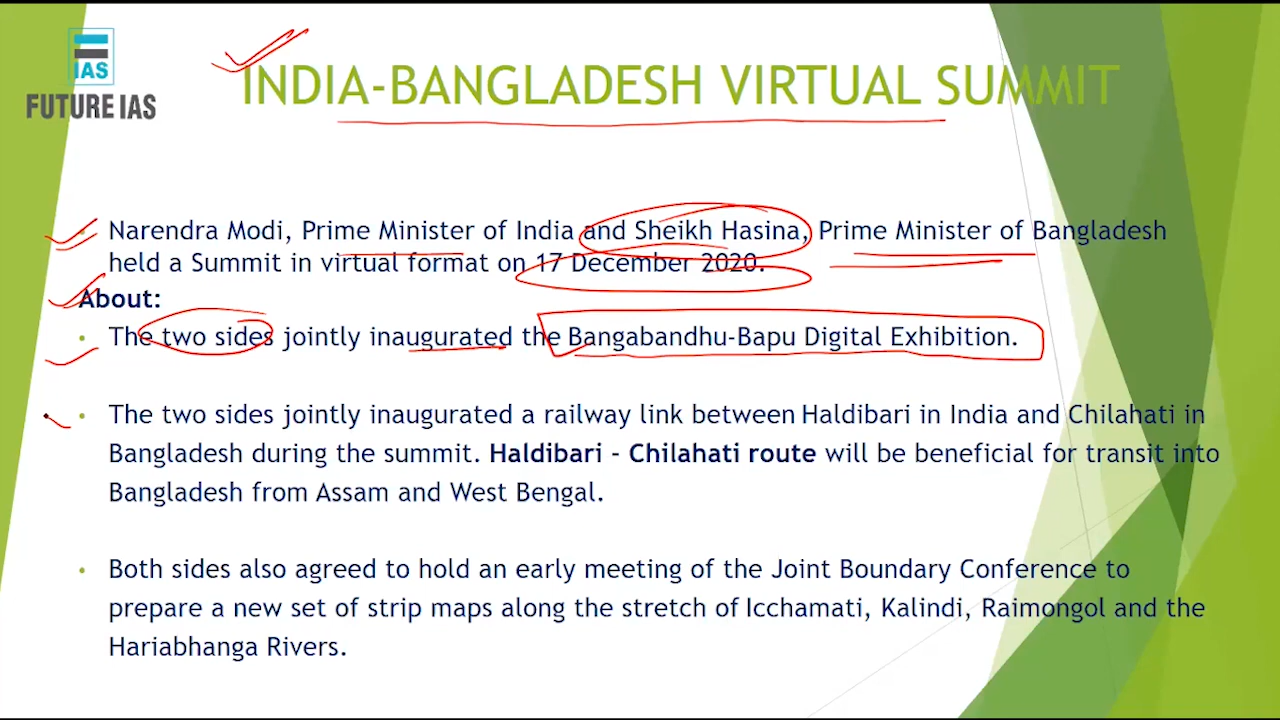 IAS
FUTURE IAS
INDIA-BANGLADESH VIRTUAL SUMMIT
Narendra Modi, Prime Minister of India and Sheikh Hasina, Prime Minister of Bangladesh
held a Summit in virtual format on 17 December 2020.
About:
• The two sides jointly inaugurated the Bangabandhu-Bapu Digital Exhibition.
• The two sides jointly inaugurated a railway link between Haldibari in India and Chilahati in
Bangladesh during the summit. Haldibari - Chilahati route will be beneficial for transit into
Bangladesh from Assam and West Bengal.
• Both sides also agreed to hold an early meeting of the Joint Boundary Conference to
prepare a new set of strip maps along the stretch of Icchamati, Kalindi, Raimongol and the
Hariabhanga Rivers.